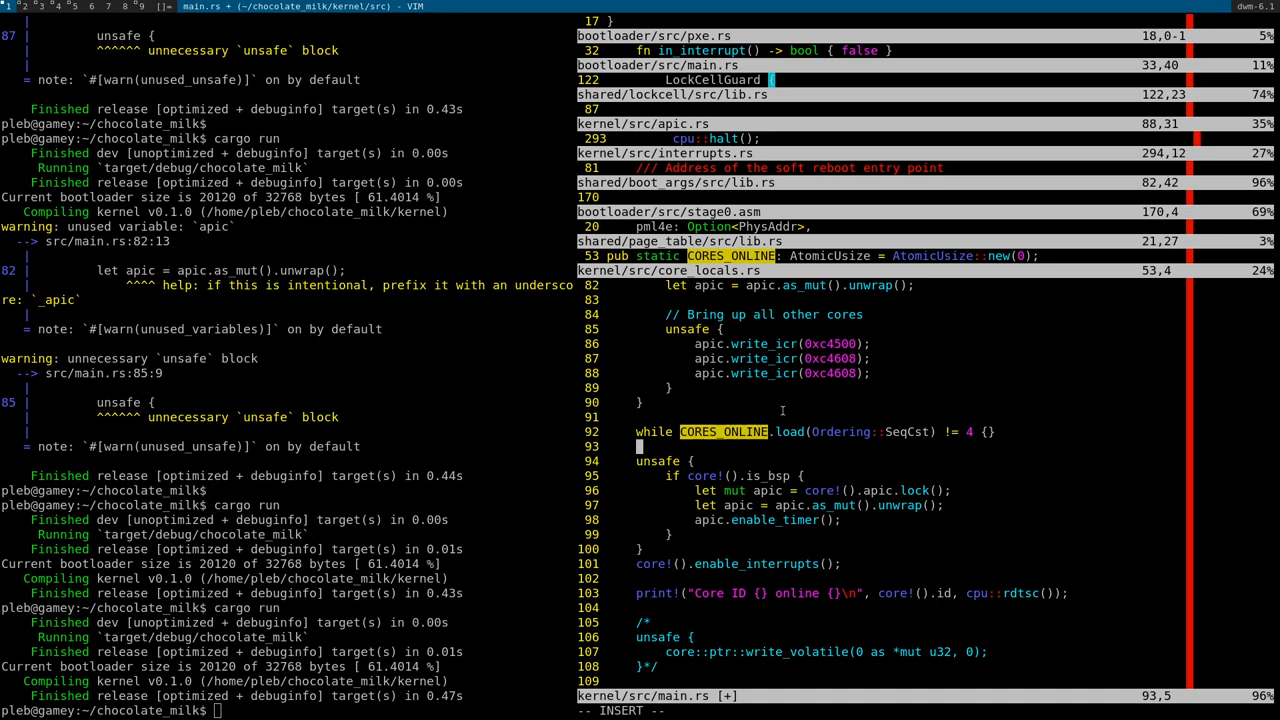 1 2 3 4 5 6 7 8 9 []= main.rs + (~/chocolate_milk/kernel/src) - VIM dwm-6.1
|
87 | unsafe {
| ^^^^^^ unnecessary `unsafe` block
|
= note: `#[warn(unused_unsafe)]` on by default
Finished release [optimized + debuginfo] target(s) in 0.43s
pleb@gamey:~/chocolate_milk$
pleb@gamey:~/chocolate_milk$ cargo run
Finished dev [unoptimized + debuginfo] target(s) in 0.00s
Running `target/debug/chocolate_milk`
Finished release [optimized + debuginfo] target(s) in 0.00s
Current bootloader size is 20120 of 32768 bytes [ 61.4014 %]
Compiling kernel v0.1.0 (/home/pleb/chocolate_milk/kernel)
warning: unused variable: `apic`
--> src/main.rs:82:13
|
82 | let apic = apic.as_mut().unwrap();
| ^^^^ help: if this is intentional, prefix it with an undersco
re: `_apic`
|
= note: `#[warn(unused_variables)]` on by default
warning: unnecessary `unsafe` block
--> src/main.rs:85:9
|
85 | unsafe {
| ^^^^^^ unnecessary `unsafe` block
|
= note: `#[warn(unused_unsafe)]` on by default
Finished release [optimized + debuginfo] target(s) in 0.44s
pleb@gamey:~/chocolate_milk$
pleb@gamey:~/chocolate_milk$ cargo run
Finished dev [unoptimized + debuginfo] target(s) in 0.00s
Running `target/debug/chocolate_milk`
Finished release [optimized + debuginfo] target(s) in 0.01s
Current bootloader size is 20120 of 32768 bytes [ 61.4014 %]
Compiling kernel v0.1.0 (/home/pleb/chocolate_milk/kernel)
Finished release [optimized + debuginfo] target(s) in 0.43s
pleb@gamey:~/chocolate_milk$ cargo run
Finished dev [unoptimized + debuginfo] target(s) in 0.00s
Running `target/debug/chocolate_milk`
Finished release [optimized + debuginfo] target(s) in 0.01s
Current bootloader size is 20120 of 32768 bytes [ 61.4014 %]
Compiling kernel v0.1.0 (/home/pleb/chocolate_milk/kernel)
Finished release [optimized + debuginfo] target(s) in 0.47s
pleb@gamey:~/chocolate_milk$
17 }
bootloader/src/pxe.rs 18,0-1 5%
32 fn in_interrupt() -> bool { false }
bootloader/src/main.rs 33,40 11%
122 LockCellGuard {
shared/lockcell/src/lib.rs 122,23 74%
87
kernel/src/apic.rs 88,31 35%
293 cpu::halt();
kernel/src/interrupts.rs 294,12 27%
81 /// Address of the soft reboot entry point
shared/boot_args/src/lib.rs 82,42 96%
170
bootloader/src/stage0.asm 170,4 69%
20 pml4e: Option<PhysAddr>,
shared/page_table/src/lib.rs 21,27 3%
53 pub static CORES_ONLINE: AtomicUsize = AtomicUsize::new(0);
kernel/src/core_locals.rs 53,4 24%
82 let apic = apic.as_mut().unwrap();
83
84 // Bring up all other cores
85 unsafe {
86 apic.write_icr(0xc4500);
87 apic.write_icr(0xc4608);
88 apic.write_icr(0xc4608);
89 }
90 }
91
92 while CORES_ONLINE.load(Ordering::SeqCst) != 4 {}
93
94 unsafe {
95 if core!().is_bsp {
96 let mut apic = core!().apic.lock();
97 let apic = apic.as_mut().unwrap();
98 apic.enable_timer();
99 }
100 }
101 core!().enable_interrupts();
102
103 print!("Core ID {} online {}\n", core!().id, cpu::rdtsc());
104
105 /*
106 unsafe {
107 core::ptr::write_volatile(0 as *mut u32, 0);
108 }*/
109
kernel/src/main.rs [+] 93,5 96%
-- INSERT --